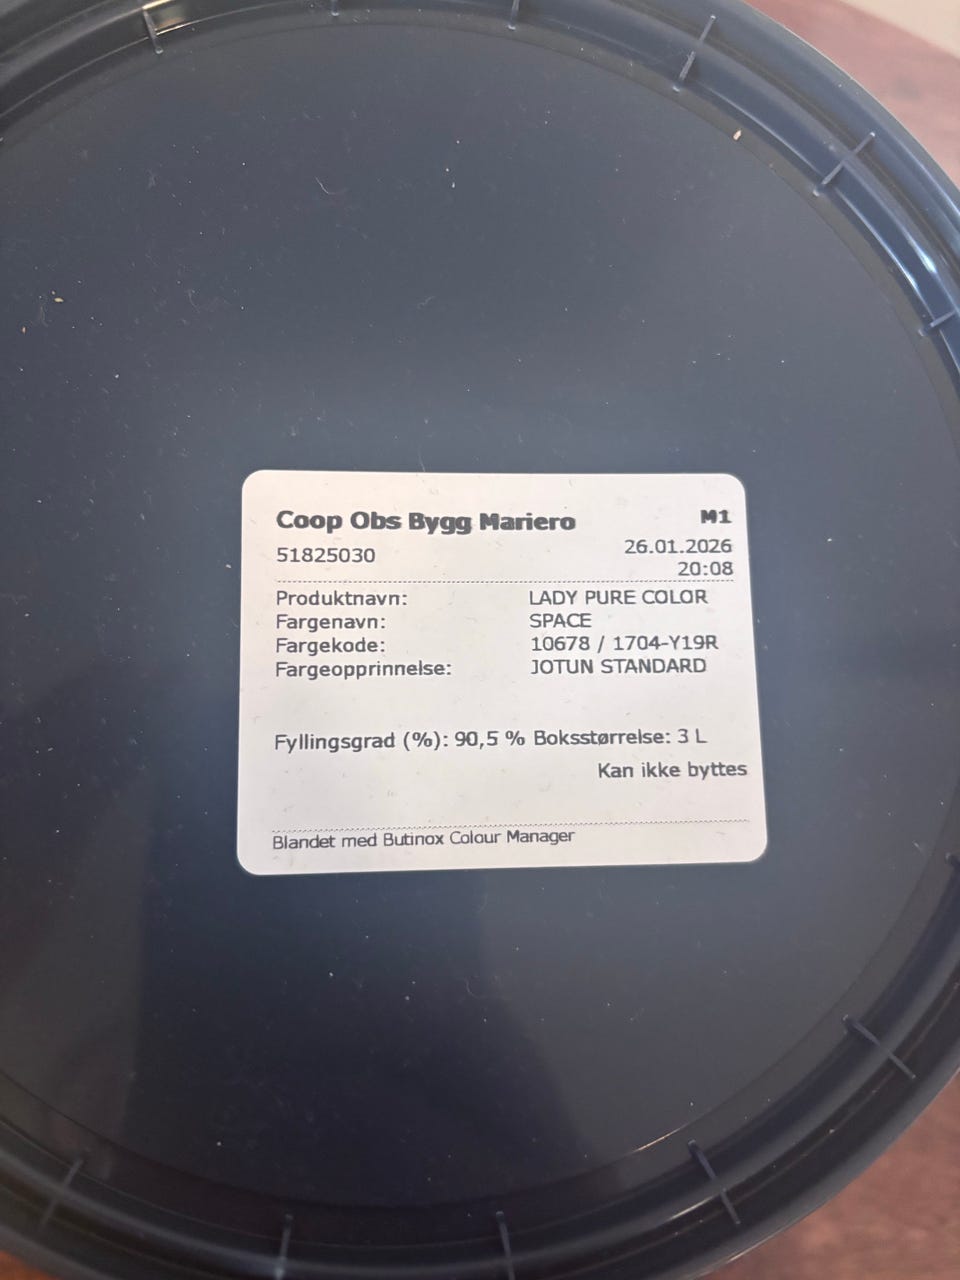 Coop Obs Bygg Mariero M1
51825030 26.01.2026
20:08
Produktnavn: LADY PURE COLOR
Fargenavn: SPACE
Fargekode: 10678 / 1704-Y19R
Fargeopprinnelse: JOTUN STANDARD
Fyllingsgrad (%): 90,5 % Boksstørrelse: 3 L
Kan ikke byttes
Blandet med Butinox Colour Manager